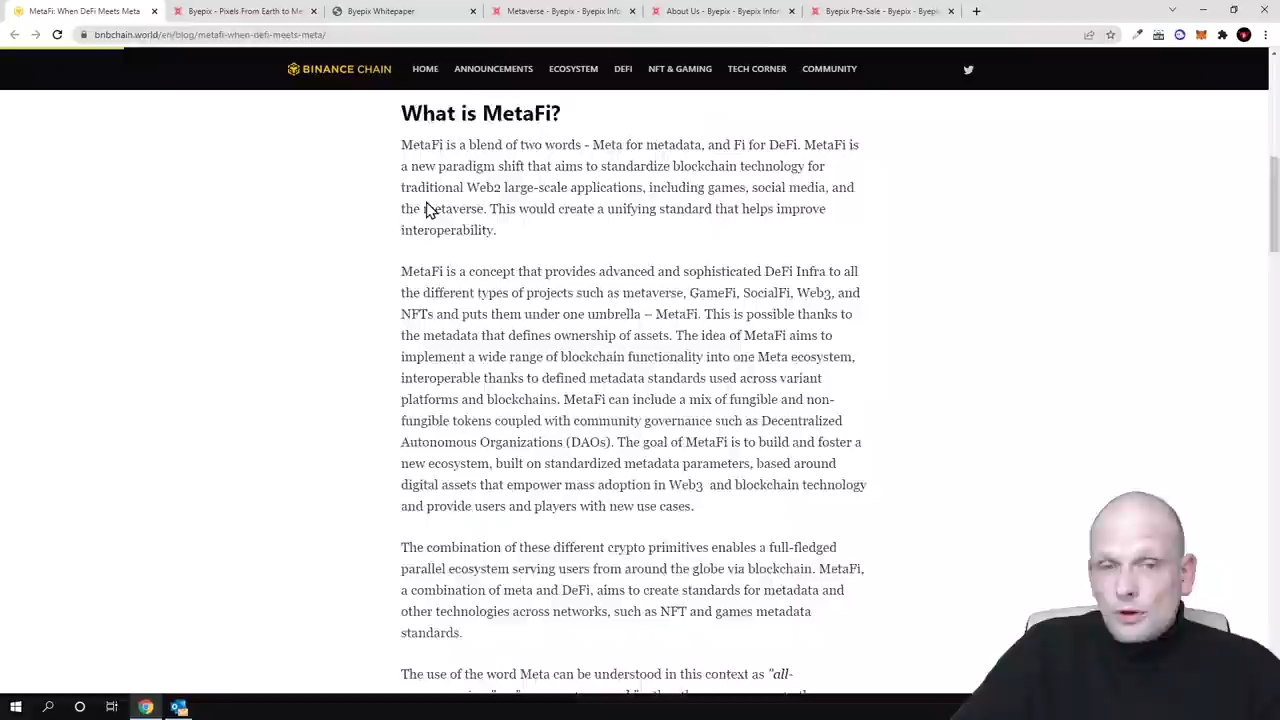 MetaFi: When DeFi Meets Meta
Byepix - Pixels From Earth to Me
Byepix Whitepaper
Metaverse - Byepix - Byepix Info
About Us - Byepix - Byepix Infor
Byepix Pre-Sale - Byepix - Byepi
bnbchain.world/en/blog/metafi-when-defi-meets-meta/
BINANCE CHAIN
HOME
ANNOUNCEMENTS
ECOSYSTEM
DEFI
NFT & GAMING
TECH CORNER
COMMUNITY
What is MetaFi?
MetaFi is a blend of two words - Meta for metadata, and Fi for DeFi. MetaFi is
a new paradigm shift that aims to standardize blockchain technology for
traditional Web2 large-scale applications, including games, social media, and
the metaverse. This would create a unifying standard that helps improve
interoperability.
MetaFi is a concept that provides advanced and sophisticated DeFi Infra to all
the different types of projects such as metaverse, GameFi, SocialFi, Web3, and
NFTs and puts them under one umbrella – MetaFi. This is possible thanks to
the metadata that defines ownership of assets. The idea of MetaFi aims to
implement a wide range of blockchain functionality into one Meta ecosystem,
interoperable thanks to defined metadata standards used across variant
platforms and blockchains. MetaFi can include a mix of fungible and non-
fungible tokens coupled with community governance such as Decentralized
Autonomous Organizations (DAOs). The goal of MetaFi is to build and foster a
new ecosystem, built on standardized metadata parameters, based around
digital assets that empower mass adoption in Web3 and blockchain technology
and provide users and players with new use cases.
The combination of these different crypto primitives enables a full-fledged
parallel ecosystem serving users from around the globe via blockchain. MetaFi,
a combination of meta and DeFi, aims to create standards for metadata and
other technologies across networks, such as NFT and games metadata
standards.
The use of the word Meta can be understood in this context as "all-